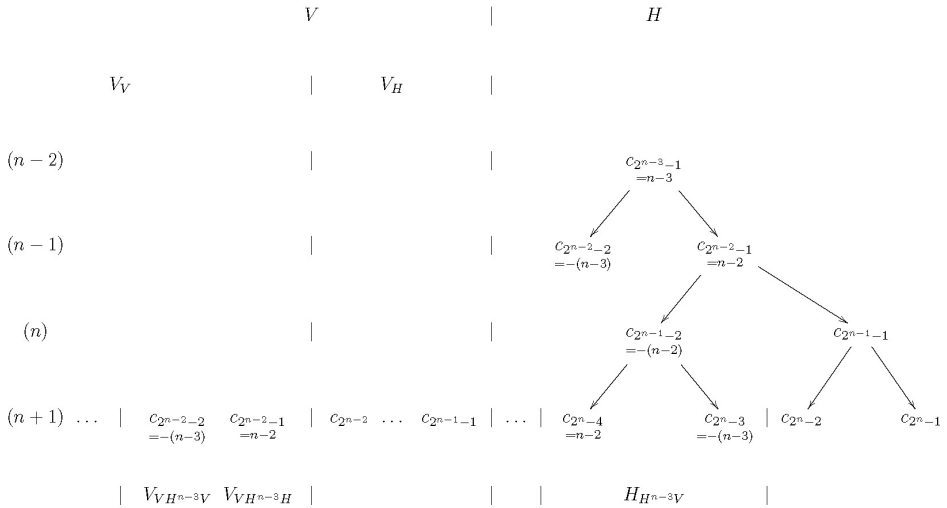 V | H
V_V | V_H |
(n−2) | | c_{2^{n−3}−1}
=n−3
(n−1) | | c_{2^{n−2}−2} c_{2^{n−2}−1}
=−(n−3) =n−2
(n) | | c_{2^{n−1}−2} c_{2^{n−1}−1}
=−(n−2)
(n+1) ... | c_{2^{n−2}−2} c_{2^{n−2}−1} | c_{2^{n−2}} ... c_{2^{n−1}−1} | ... | c_{2^n−4} c_{2^n−3} | c_{2^n−2} c_{2^n−1}
=−(n−3) =n−2 =n−2 =−(n−3)
| V_{VH^{n−3}V} V_{VH^{n−3}H} | | | H_{H^{n−3}V} |